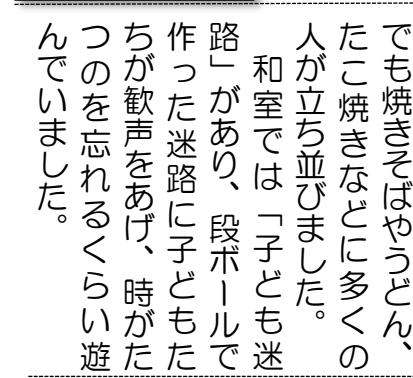 でも焼きそばやうどん、
たこ焼きなどに多くの
人が立ち並びました。
和室では「子ども迷
路」があり、段ボールで
作った迷路に子どもた
ちが歓声をあげ、時がた
つのを忘れるくらい遊
んでいました。